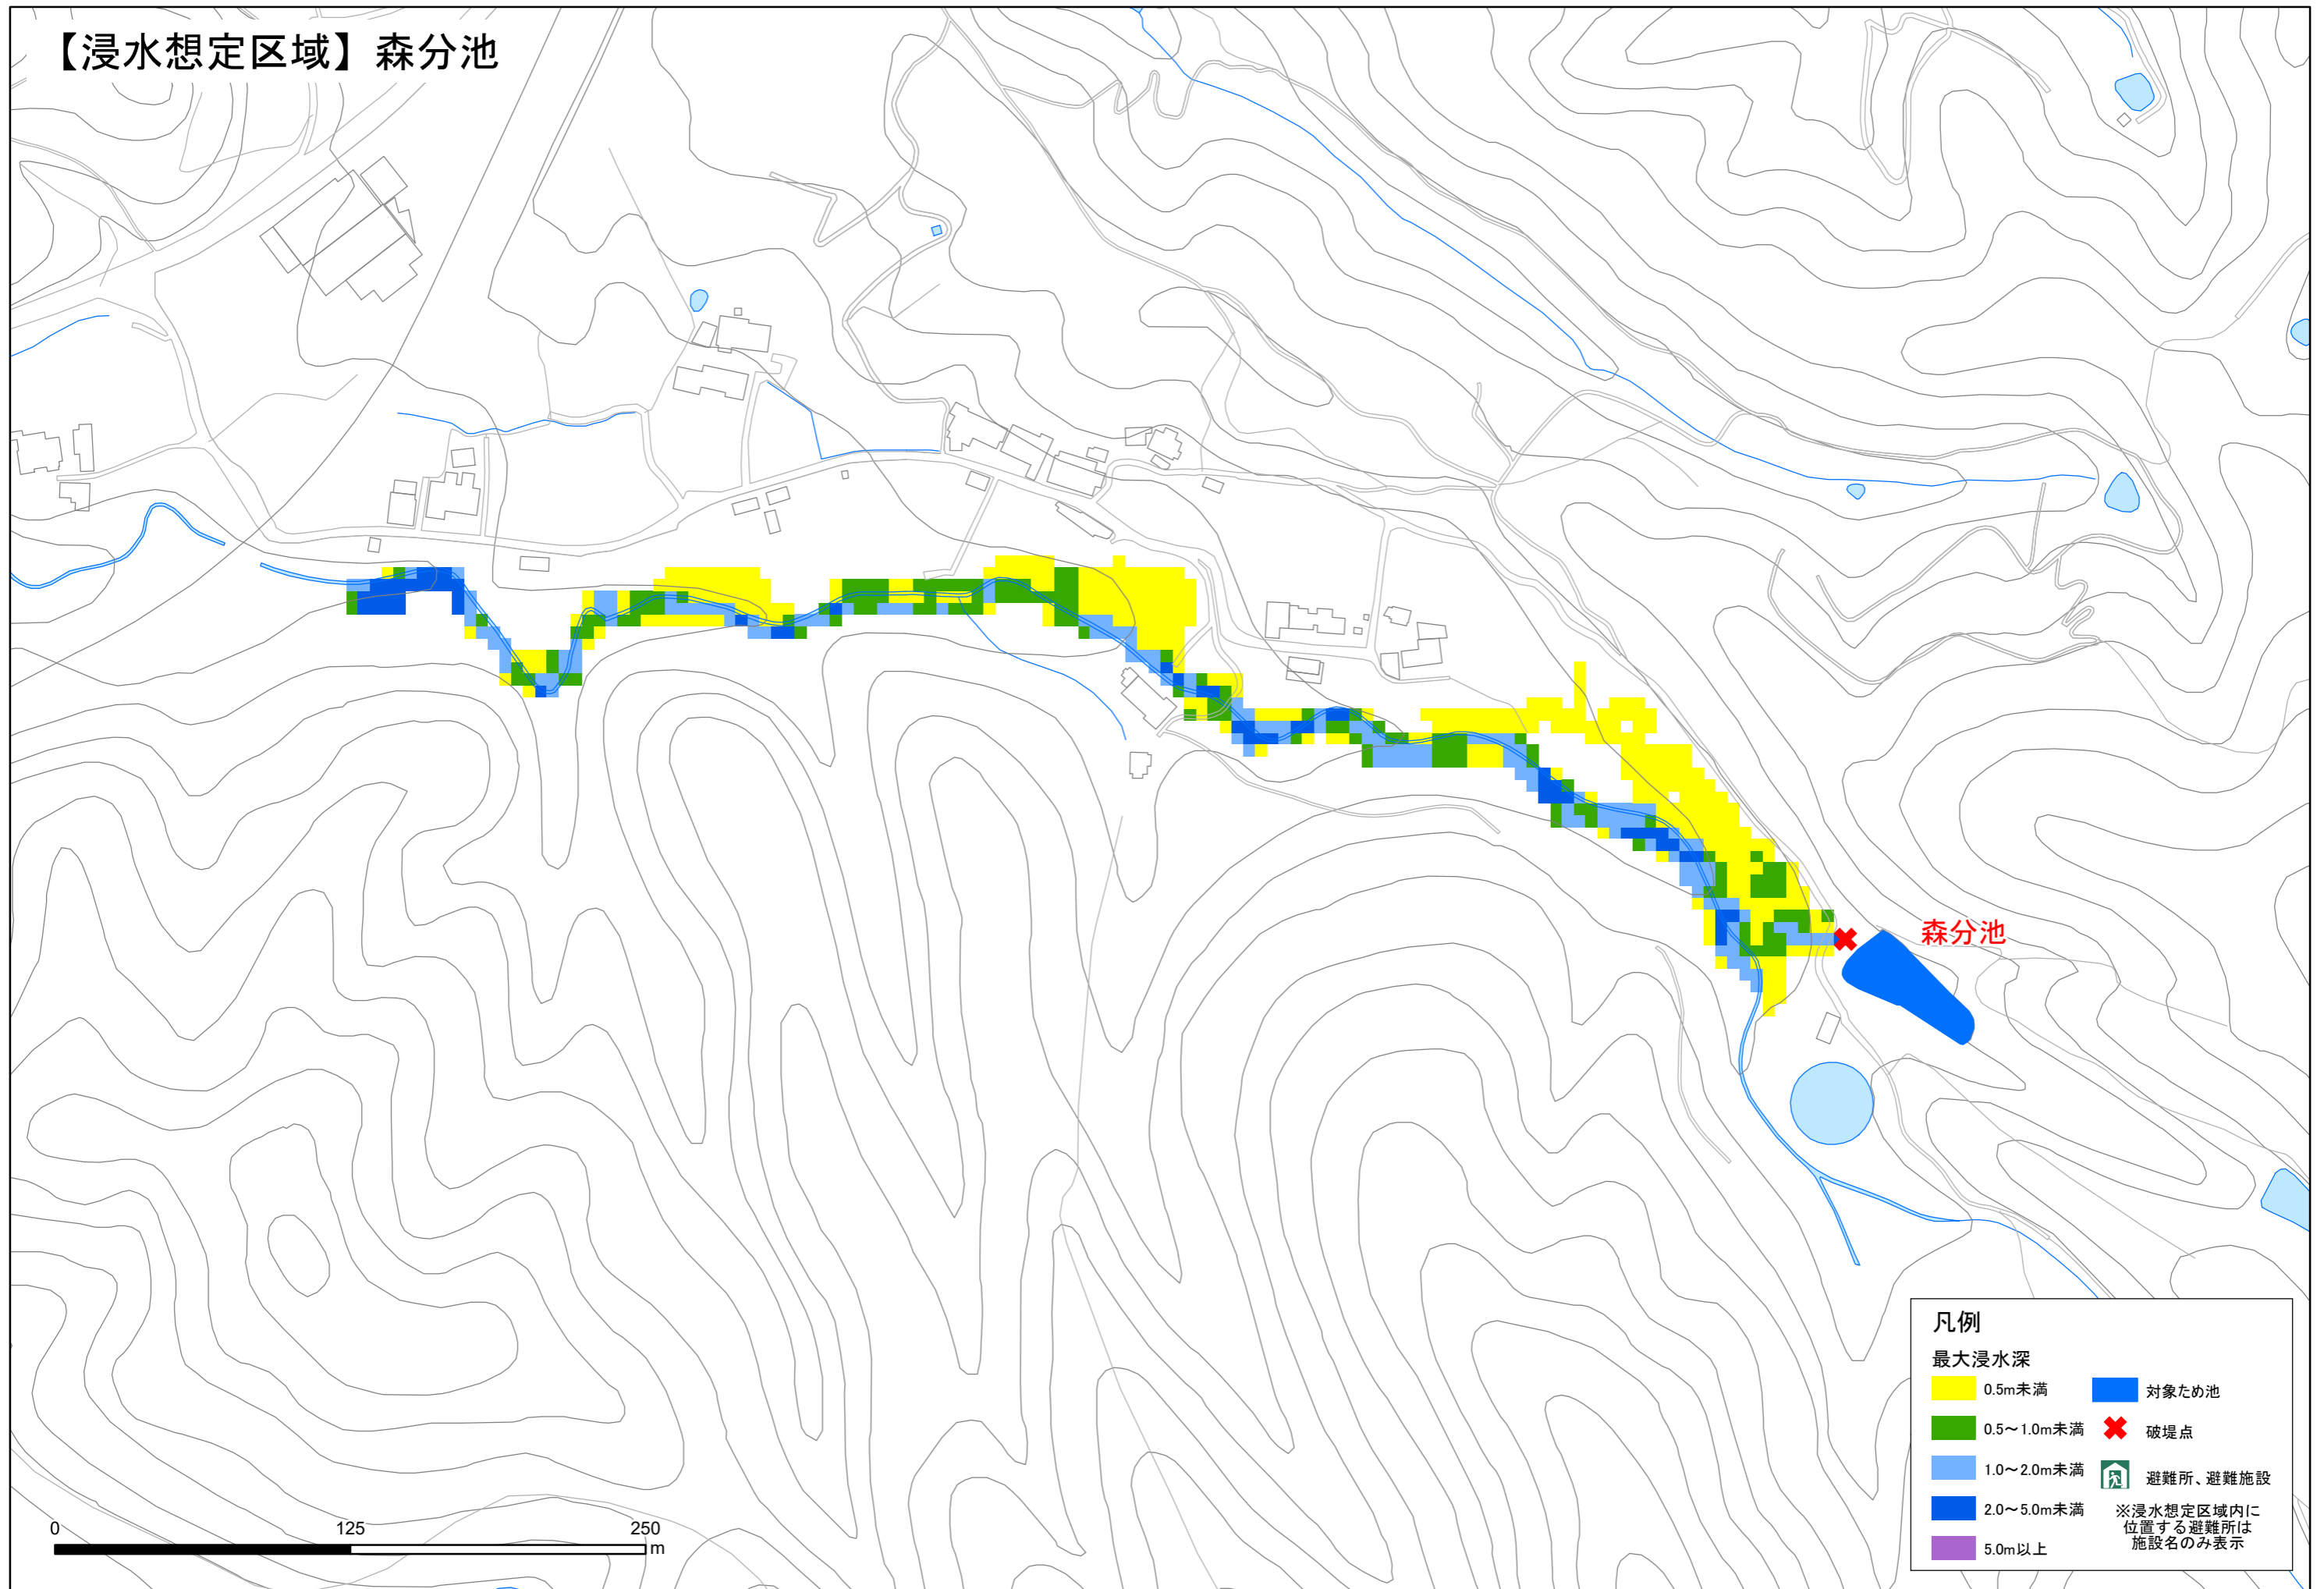 【浸水想定区域】森分池
森分池
凡例
最大浸水深
0.5m未満
対象ため池
0.5～1.0m未満
破堤点
1.0～2.0m未満
避難所、避難施設
2.0～5.0m未満
※浸水想定区域内に
位置する避難所は
施設名のみ表示
5.0m以上
0 125 250
m